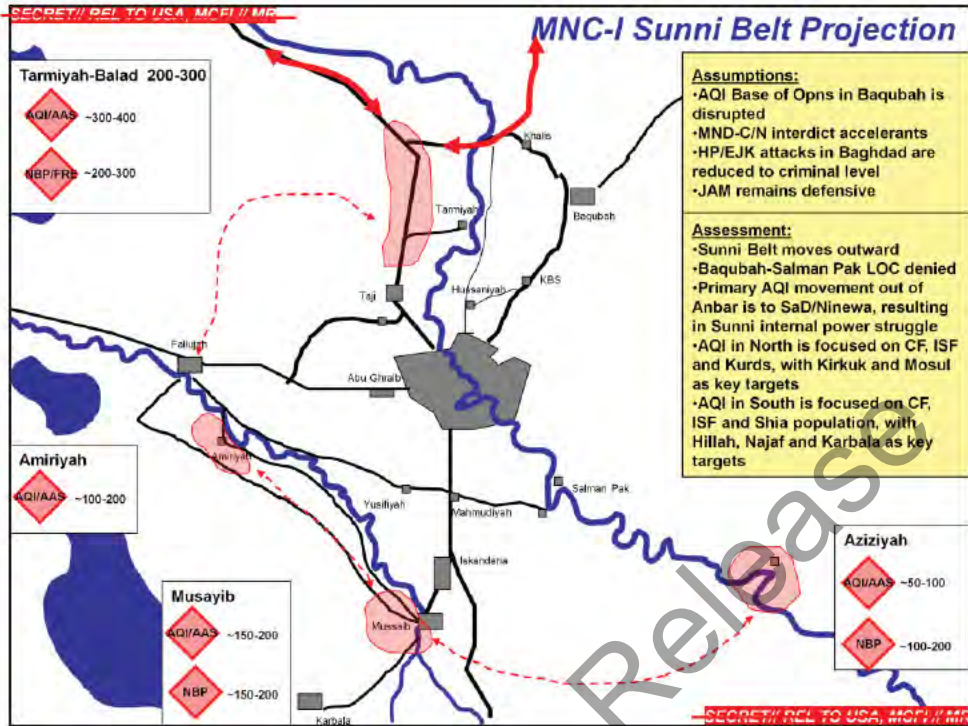 SECRET// REL TO USA, MCFI // MR
MNC-I Sunni Belt Projection
Tarmiyah-Balad 200-300
AQI/AAS ~300-400
NBP/FRE ~200-300
Assumptions:
•AQI Base of Opns in Baqubah is
disrupted
•MND-C/N interdict accelerants
•HP/EJK attacks in Baghdad are
reduced to criminal level
•JAM remains defensive
Assessment:
•Sunni Belt moves outward
•Baqubah-Salman Pak LOC denied
•Primary AQI movement out of
Anbar is to SaD/Ninewa, resulting
in Sunni internal power struggle
•AQI in North is focused on CF, ISF
and Kurds, with Kirkuk and Mosul
as key targets
•AQI in South is focused on CF,
ISF and Shia population, with
Hillah, Najaf and Karbala as key
targets
Khalis
Tarmiyah
Baqubah
Taji
Hussaniyah
KBS
Fallujah
Abu Ghraib
Amiriyah
Yusifiyah
Mahmudiyah
Salman Pak
Iskandaria
Mussaib
Karbala
Amiriyah
AQI/AAS ~100-200
Musayib
AQI/AAS ~150-200
NBP ~150-200
Aziziyah
AQI/AAS ~50-100
NBP ~100-200
Release
SECRET// REL TO USA, MCFI // MR